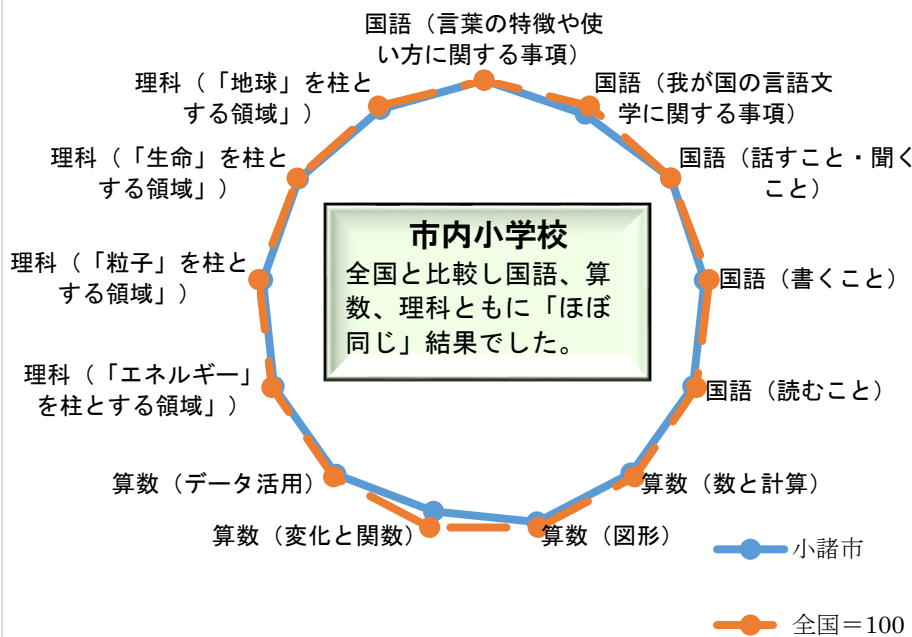 国語（言葉の特徴や使
い方に関する事項）
国語（我が国の言語文
学に関する事項）
国語（話すこと・聞く
こと）
国語（書くこと）
国語（読むこと）
算数（数と計算）
算数（図形）
算数（変化と関数）
算数（データ活用）
理科（「エネルギー」
を柱とする領域」）
理科（「粒子」を柱と
する領域」）
理科（「生命」を柱と
する領域」）
理科（「地球」を柱と
する領域」）
市内小学校
全国と比較し国語、算
数、理科ともに「ほぼ
同じ」結果でした。
小諸市
全国＝100